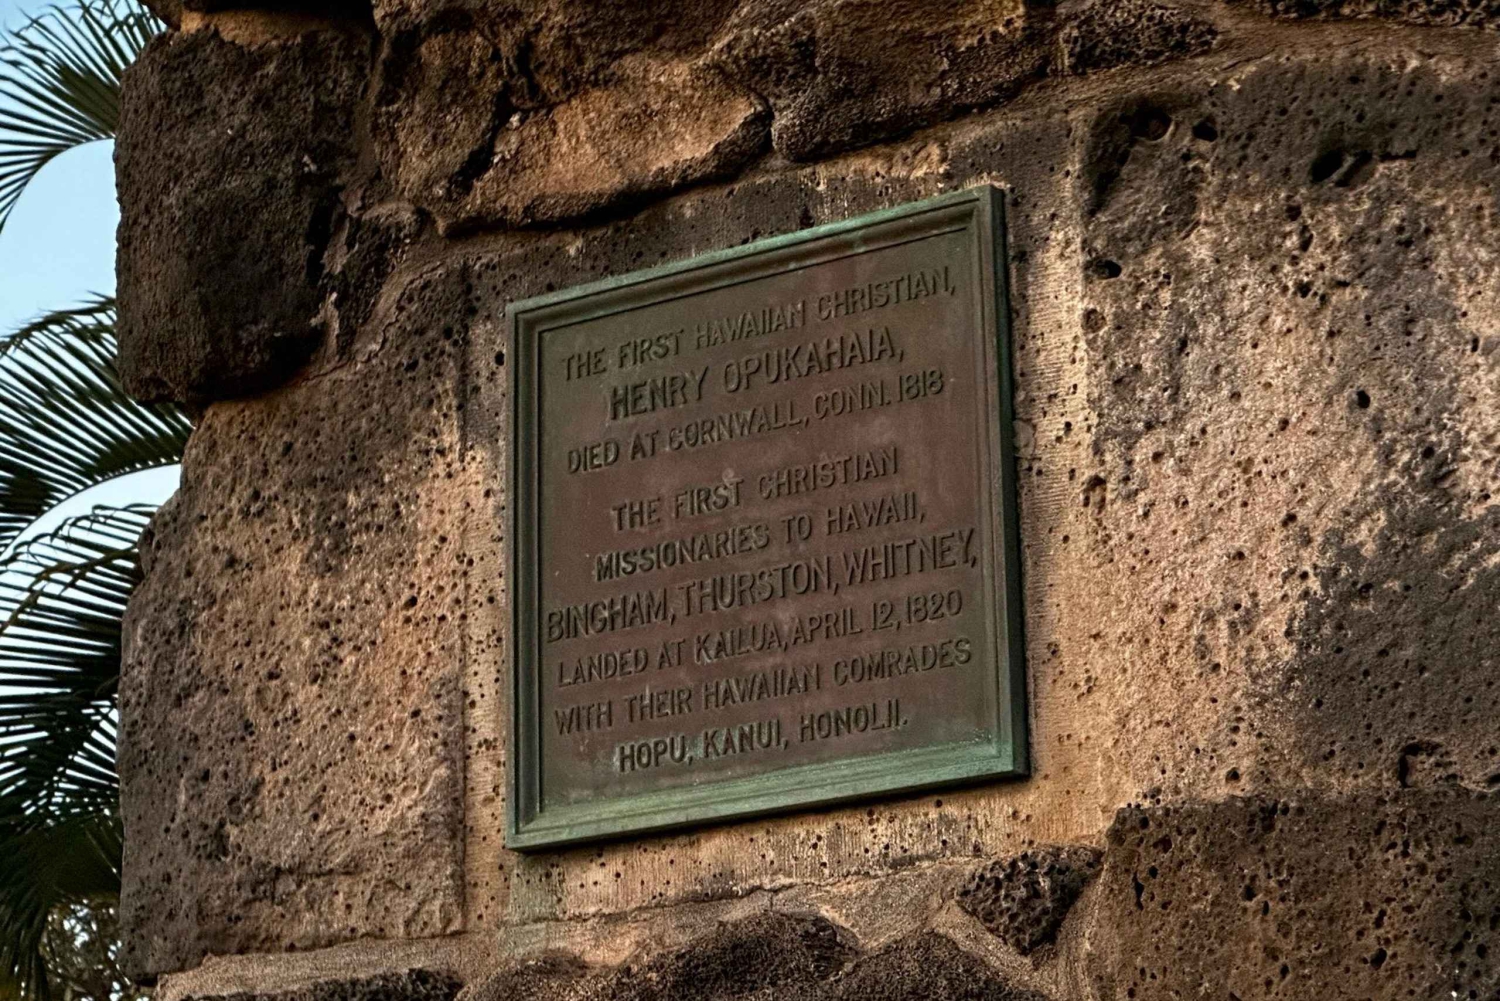 THE FIRST HAWAIIAN CHRISTIAN,
HENRY OPUKAHAIA,
DIED AT CORNWALL, CONN. 1818
THE FIRST CHRISTIAN
MISSIONARIES TO HAWAII,
BINGHAM, THURSTON, WHITNEY,
LANDED AT KAILUA, APRIL 12, 1820
WITH THEIR HAWAIIAN COMRADES
HOPU, KANUI, HONOLII.